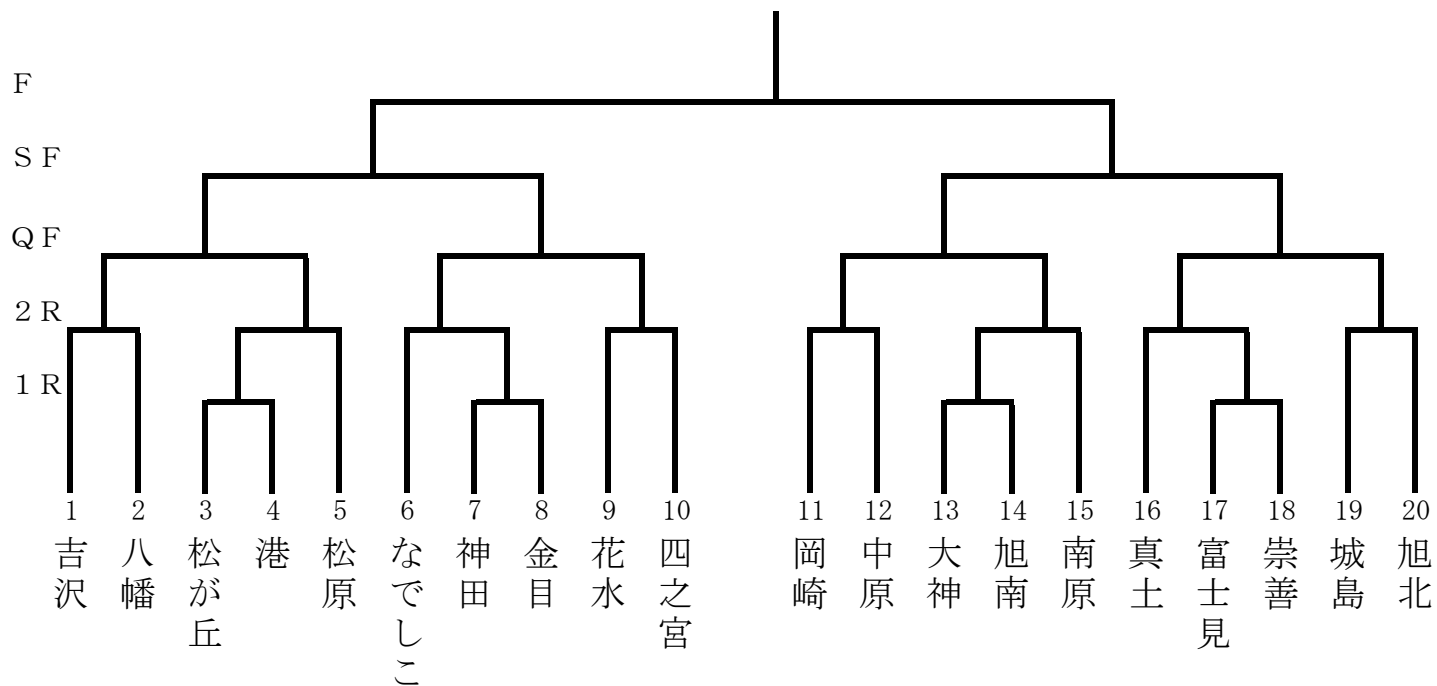 F
ＳＦ
ＱＦ
２Ｒ
１Ｒ
1 2 3 4 5 6 7 8 9 10 11 12 13 14 15 16 17 18 19 20
吉沢
八幡
松が丘
港
松原
なでしこ
神田
金目
花水
四之宮
岡崎
中原
大神
旭南
南原
真土
富士見
崇善
城島
旭北